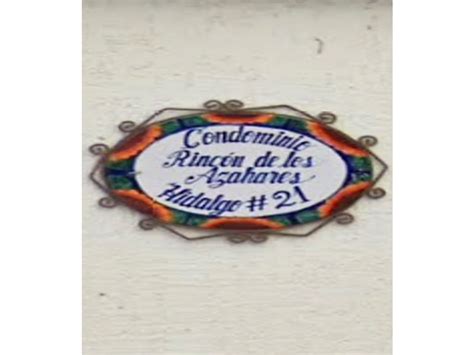 Condominio
Rincón de los
Azahares
Hidalgo # 21